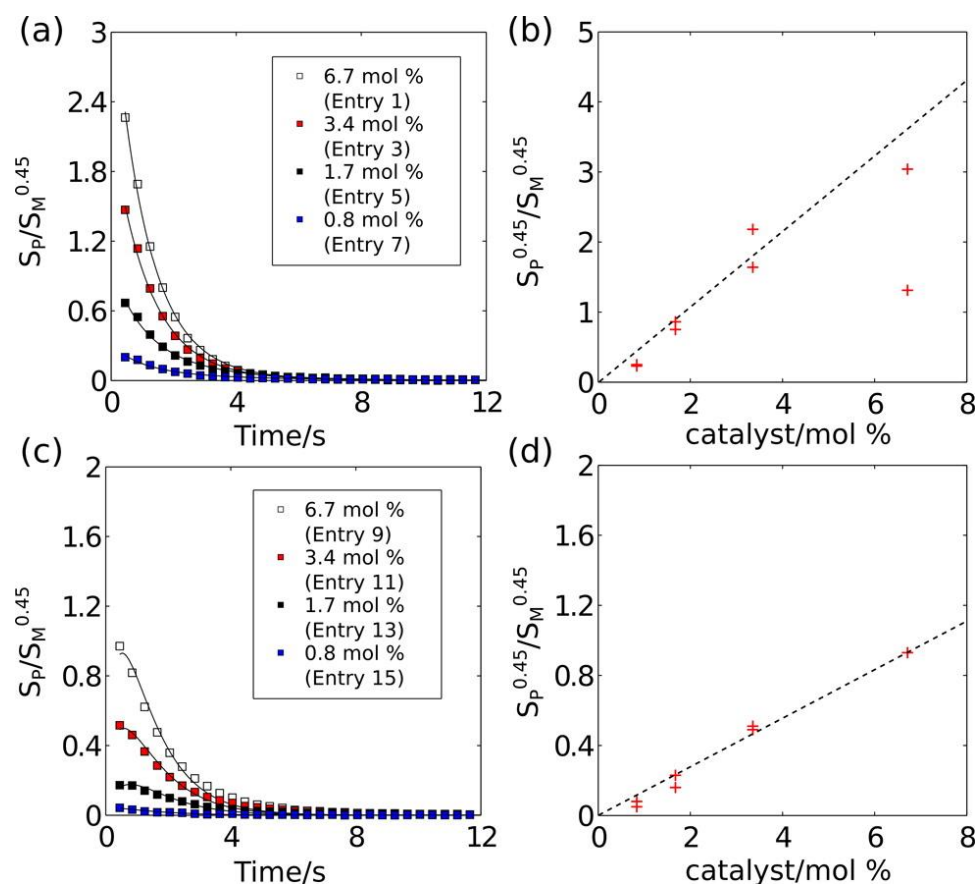 (a)
3
2.4
1.8
1.2
0.6
0
S_P/S_M^0.45
6.7 mol %
(Entry 1)
3.4 mol %
(Entry 3)
1.7 mol %
(Entry 5)
0.8 mol %
(Entry 7)
0 4 8 12
Time/s
(b)
5
4
3
2
1
0
S_P^0.45/S_M^0.45
0 2 4 6 8
catalyst/mol %
(c)
2
1.6
1.2
0.8
0.4
0
S_P/S_M^0.45
6.7 mol %
(Entry 9)
3.4 mol %
(Entry 11)
1.7 mol %
(Entry 13)
0.8 mol %
(Entry 15)
0 4 8 12
Time/s
(d)
2
1.6
1.2
0.8
0.4
0
S_P^0.45/S_M^0.45
0 2 4 6 8
catalyst/mol %